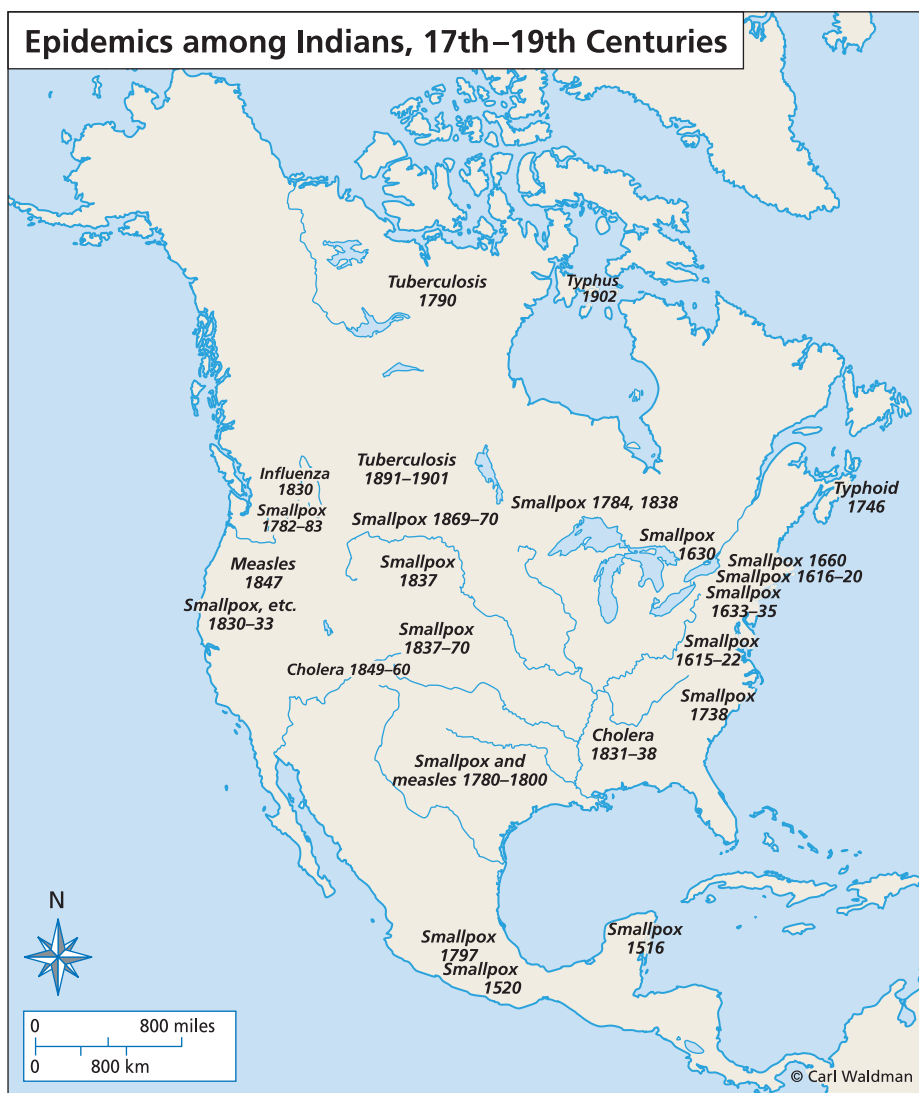 Epidemics among Indians, 17th–19th Centuries
Tuberculosis
1790
Typhus
1902
Tuberculosis
1891–1901
Influenza
1830
Smallpox
1782–83
Smallpox 1869–70
Smallpox 1784, 1838
Typhoid
1746
Smallpox
1630
Measles
1847
Smallpox
1837
Smallpox 1660
Smallpox 1616–20
Smallpox
1633–35
Smallpox, etc.
1830–33
Smallpox
1837–70
Smallpox
1615–22
Cholera 1849–60
Smallpox
1738
Cholera
1831–38
Smallpox and
measles 1780–1800
N
Smallpox
1797
Smallpox
1520
Smallpox
1516
0 800 miles
0 800 km
© Carl Waldman